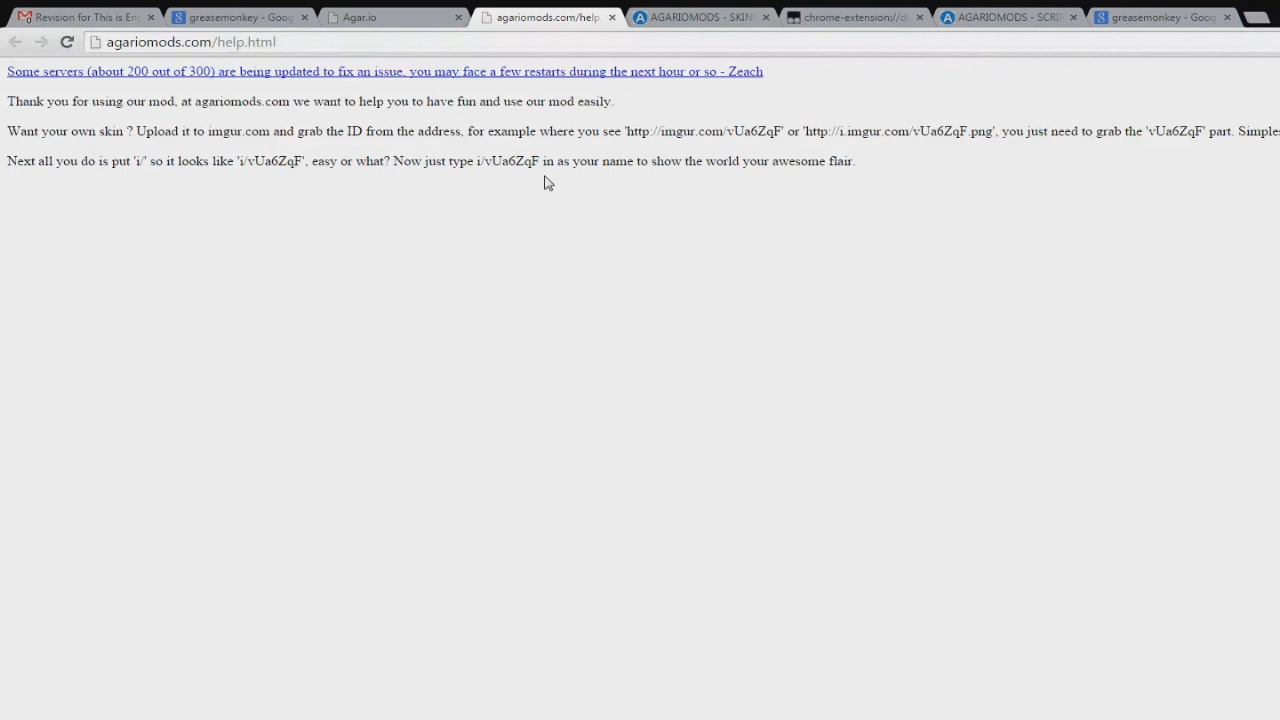 Revision for This is En
greasemonkey - Goog
Agar.io
agariomods.com/help
AGARIOMODS - SKIN
chrome-extension://d
AGARIOMODS - SCRI
greasemonkey - Goog
agariomods.com/help.html
Some servers (about 200 out of 300) are being updated to fix an issue, you may face a few restarts during the next hour or so - Zeach
Thank you for using our mod, at agariomods.com we want to help you to have fun and use our mod easily.
Want your own skin ? Upload it to imgur.com and grab the ID from the address, for example where you see 'http://imgur.com/vUa6ZqF' or 'http://i.imgur.com/vUa6ZqF.png', you just need to grab the 'vUa6ZqF' part. Simples
Next all you do is put 'i/' so it looks like 'i/vUa6ZqF', easy or what? Now just type i/vUa6ZqF in as your name to show the world your awesome flair.